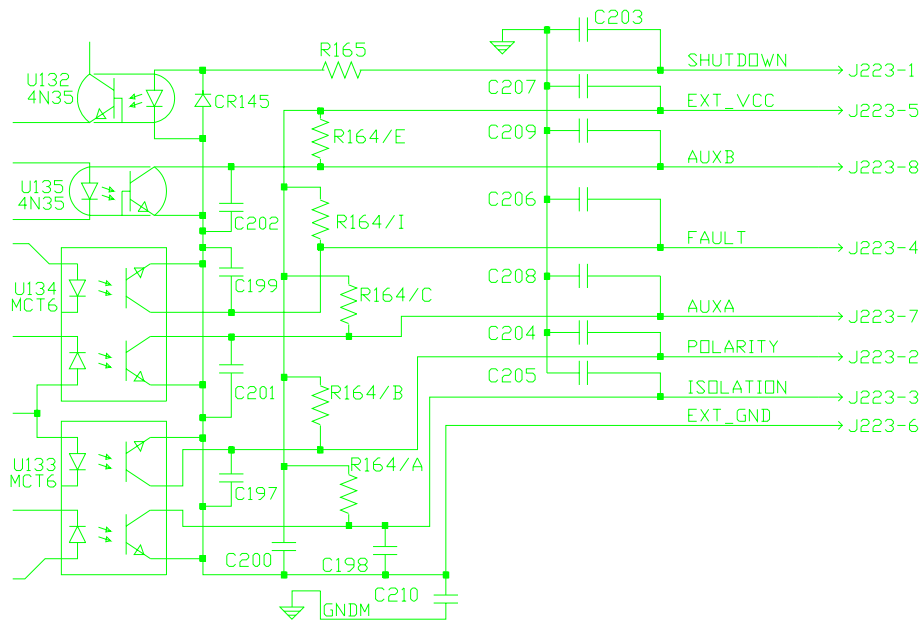 C203
R165
SHUTDOWN
J223-1
U132
4N35
CR145
C207
EXT_VCC
J223-5
R164/E
C209
AUXB
J223-8
U135
4N35
C202
R164/I
C206
FAULT
J223-4
U134
MCT6
C199
R164/C
C208
AUXA
J223-7
C204
POLARITY
J223-2
C201
R164/B
C205
ISOLATION
J223-3
EXT_GND
J223-6
U133
MCT6
C197
R164/A
C200
C198
C210
GNDM